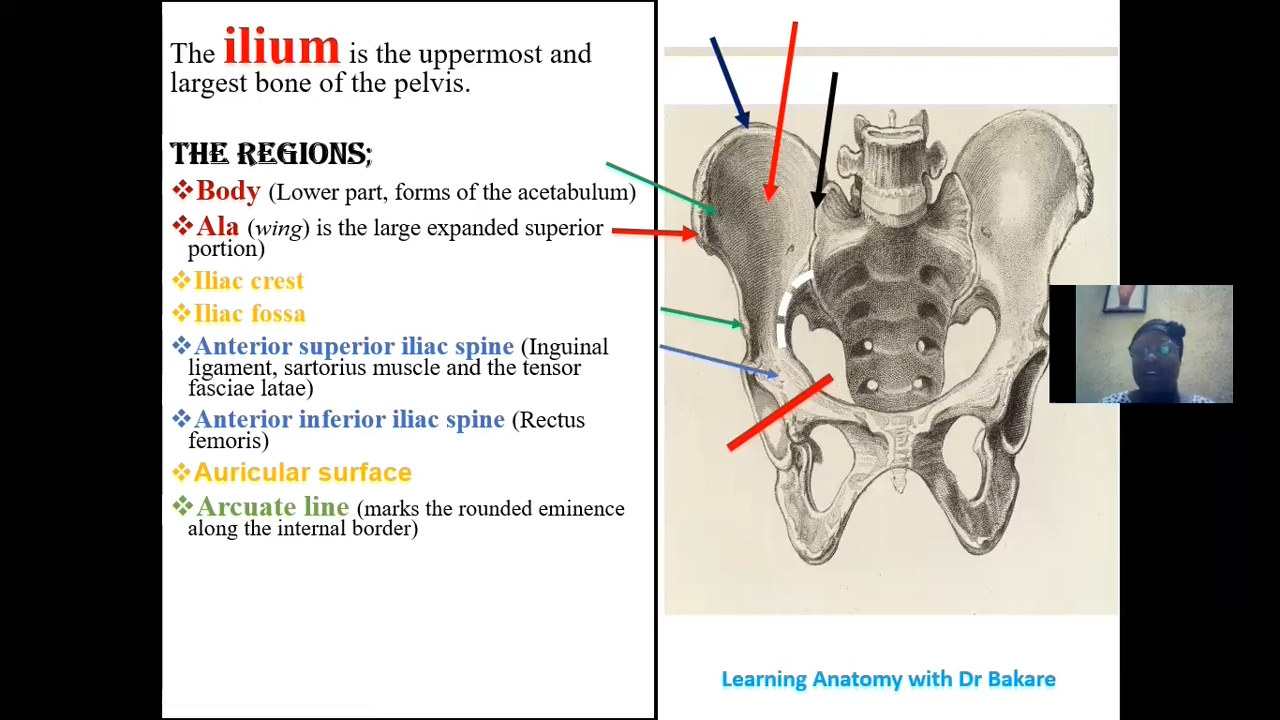 The ilium is the uppermost and
largest bone of the pelvis.
THE REGIONS;
❖Body (Lower part, forms of the acetabulum)
❖Ala (wing) is the large expanded superior
portion)
❖Iliac crest
❖Iliac fossa
❖Anterior superior iliac spine (Inguinal
ligament, sartorius muscle and the tensor
fasciae latae)
❖Anterior inferior iliac spine (Rectus
femoris)
❖Auricular surface
❖Arcuate line (marks the rounded eminence
along the internal border)
Learning Anatomy with Dr Bakare